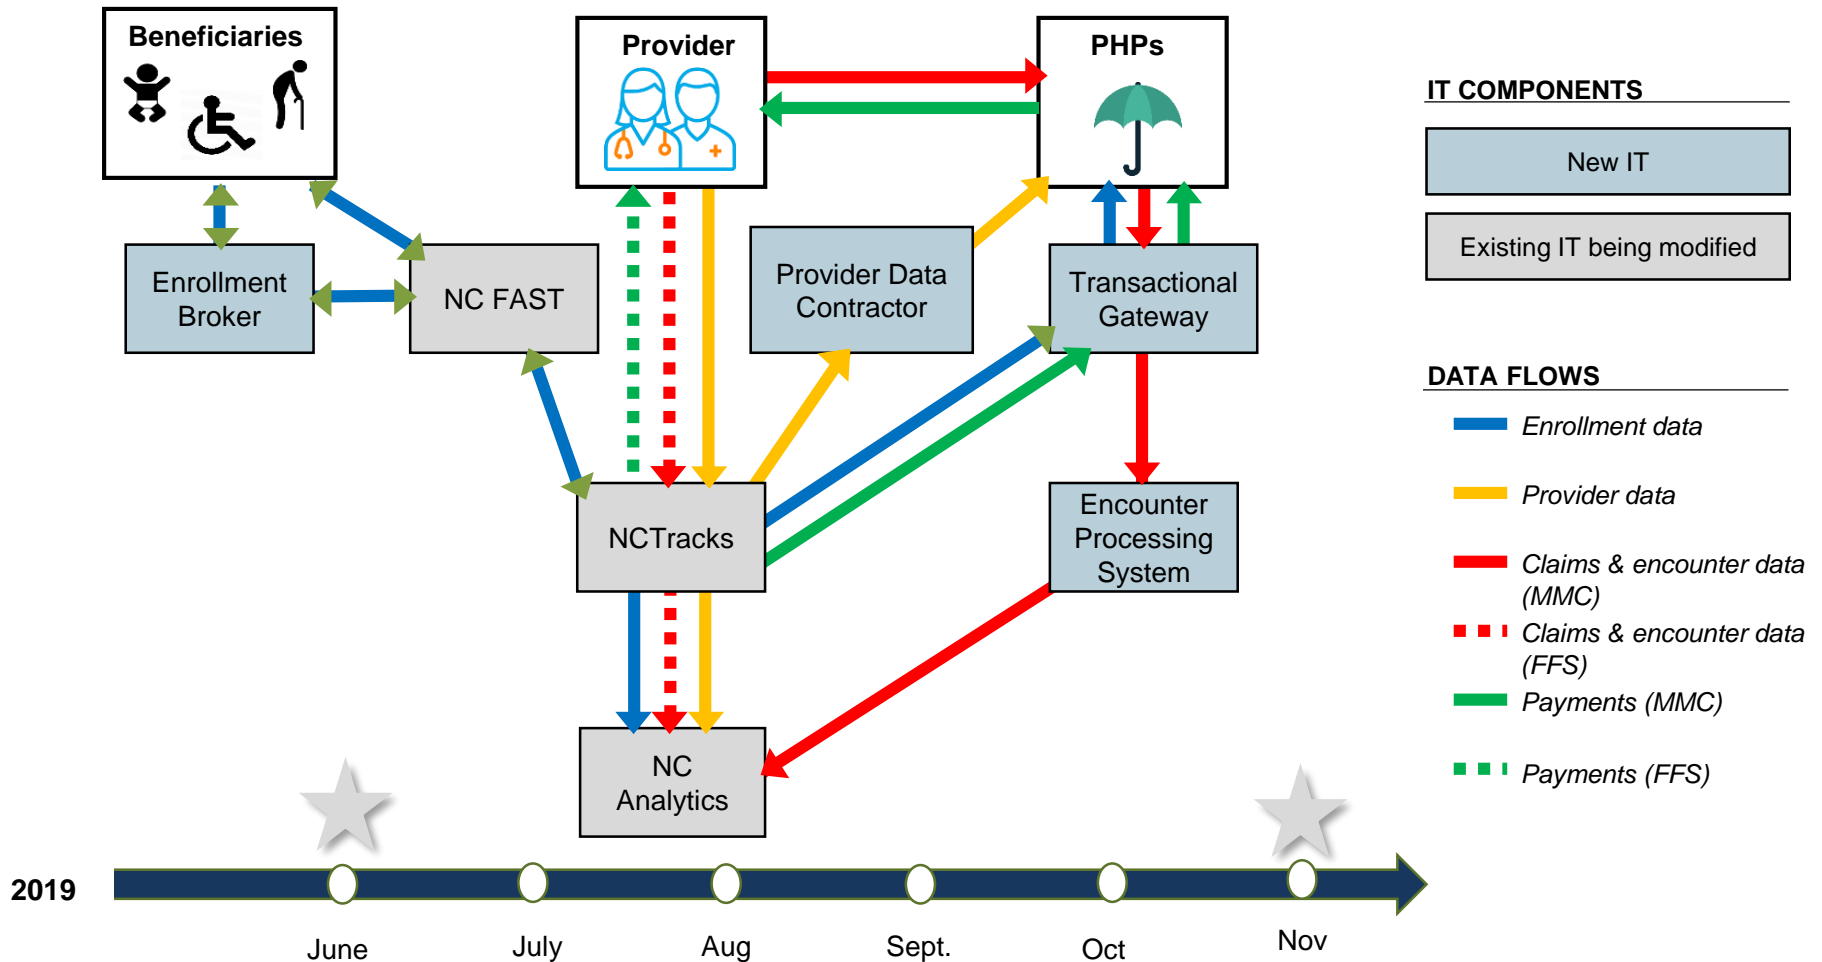 Beneficiaries
Provider
PHPs
Enrollment
Broker
NC FAST
Provider Data
Contractor
Transactional
Gateway
NCTracks
Encounter
Processing
System
NC
Analytics
IT COMPONENTS
New IT
Existing IT being modified
DATA FLOWS
Enrollment data
Provider data
Claims & encounter data
(MMC)
Claims & encounter data
(FFS)
Payments (MMC)
Payments (FFS)
2019
June
July
Aug
Sept.
Oct
Nov